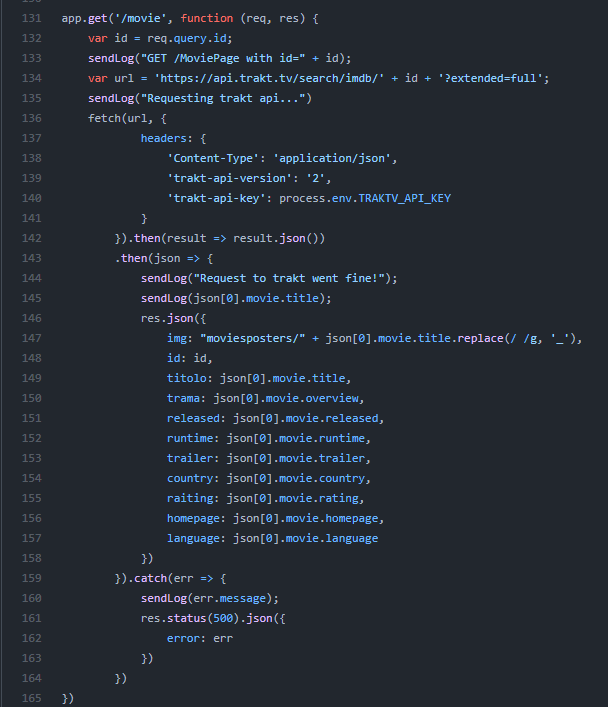 131 app.get('/movie', function (req, res) {
132     var id = req.query.id;
133     sendLog("GET /MoviePage with id=" + id);
134     var url = 'https://api.trakt.tv/search/imdb/' + id + '?extended=full';
135     sendLog("Requesting trakt api...")
136     fetch(url, {
137             headers: {
138                 'Content-Type': 'application/json',
139                 'trakt-api-version': '2',
140                 'trakt-api-key': process.env.TRAKTV_API_KEY
141             }
142         }).then(result => result.json())
143         .then(json => {
144             sendLog("Request to trakt went fine!");
145             sendLog(json[0].movie.title);
146             res.json({
147                 img: "moviesposters/" + json[0].movie.title.replace(/ /g, '_'),
148                 id: id,
149                 titolo: json[0].movie.title,
150                 trama: json[0].movie.overview,
151                 released: json[0].movie.released,
152                 runtime: json[0].movie.runtime,
153                 trailer: json[0].movie.trailer,
154                 country: json[0].movie.country,
155                 raiting: json[0].movie.rating,
156                 homepage: json[0].movie.homepage,
157                 language: json[0].movie.language
158             })
159         }).catch(err => {
160             sendLog(err.message);
161             res.status(500).json({
162                 error: err
163             })
164         })
165 })